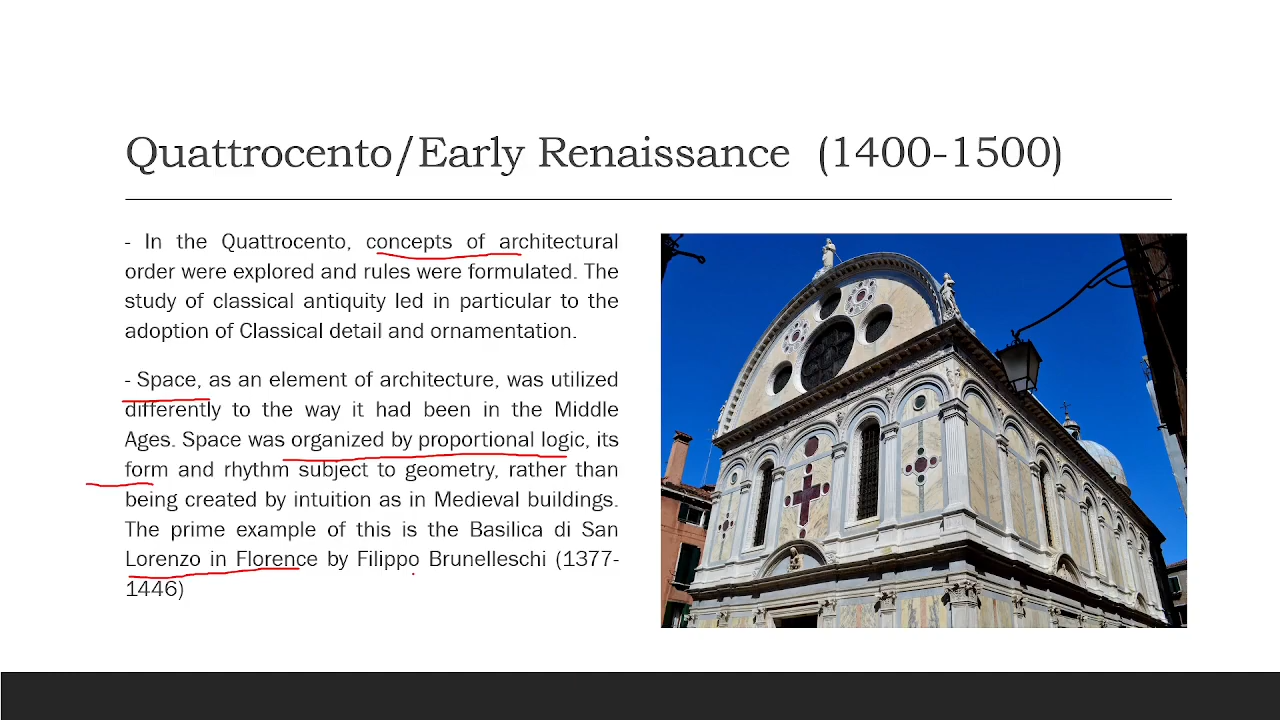 Quattrocento/Early Renaissance (1400-1500)
- In the Quattrocento, concepts of architectural
order were explored and rules were formulated. The
study of classical antiquity led in particular to the
adoption of Classical detail and ornamentation.
- Space, as an element of architecture, was utilized
differently to the way it had been in the Middle
Ages. Space was organized by proportional logic, its
form and rhythm subject to geometry, rather than
being created by intuition as in Medieval buildings.
The prime example of this is the Basilica di San
Lorenzo in Florence by Filippo Brunelleschi (1377-
1446)